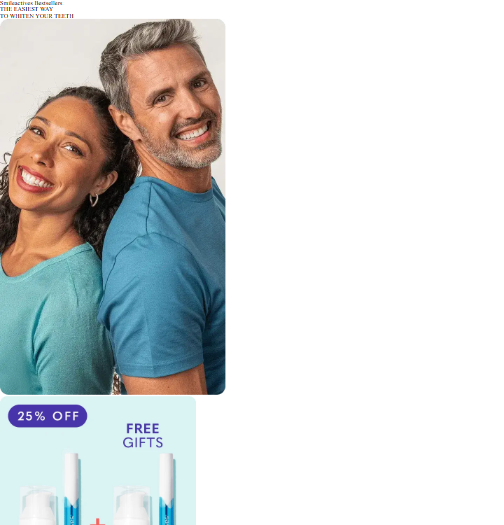 Smileactives Bestsellers
THE EASIEST WAY
TO WHITEN YOUR TEETH
25% OFF
FREE
GIFTS